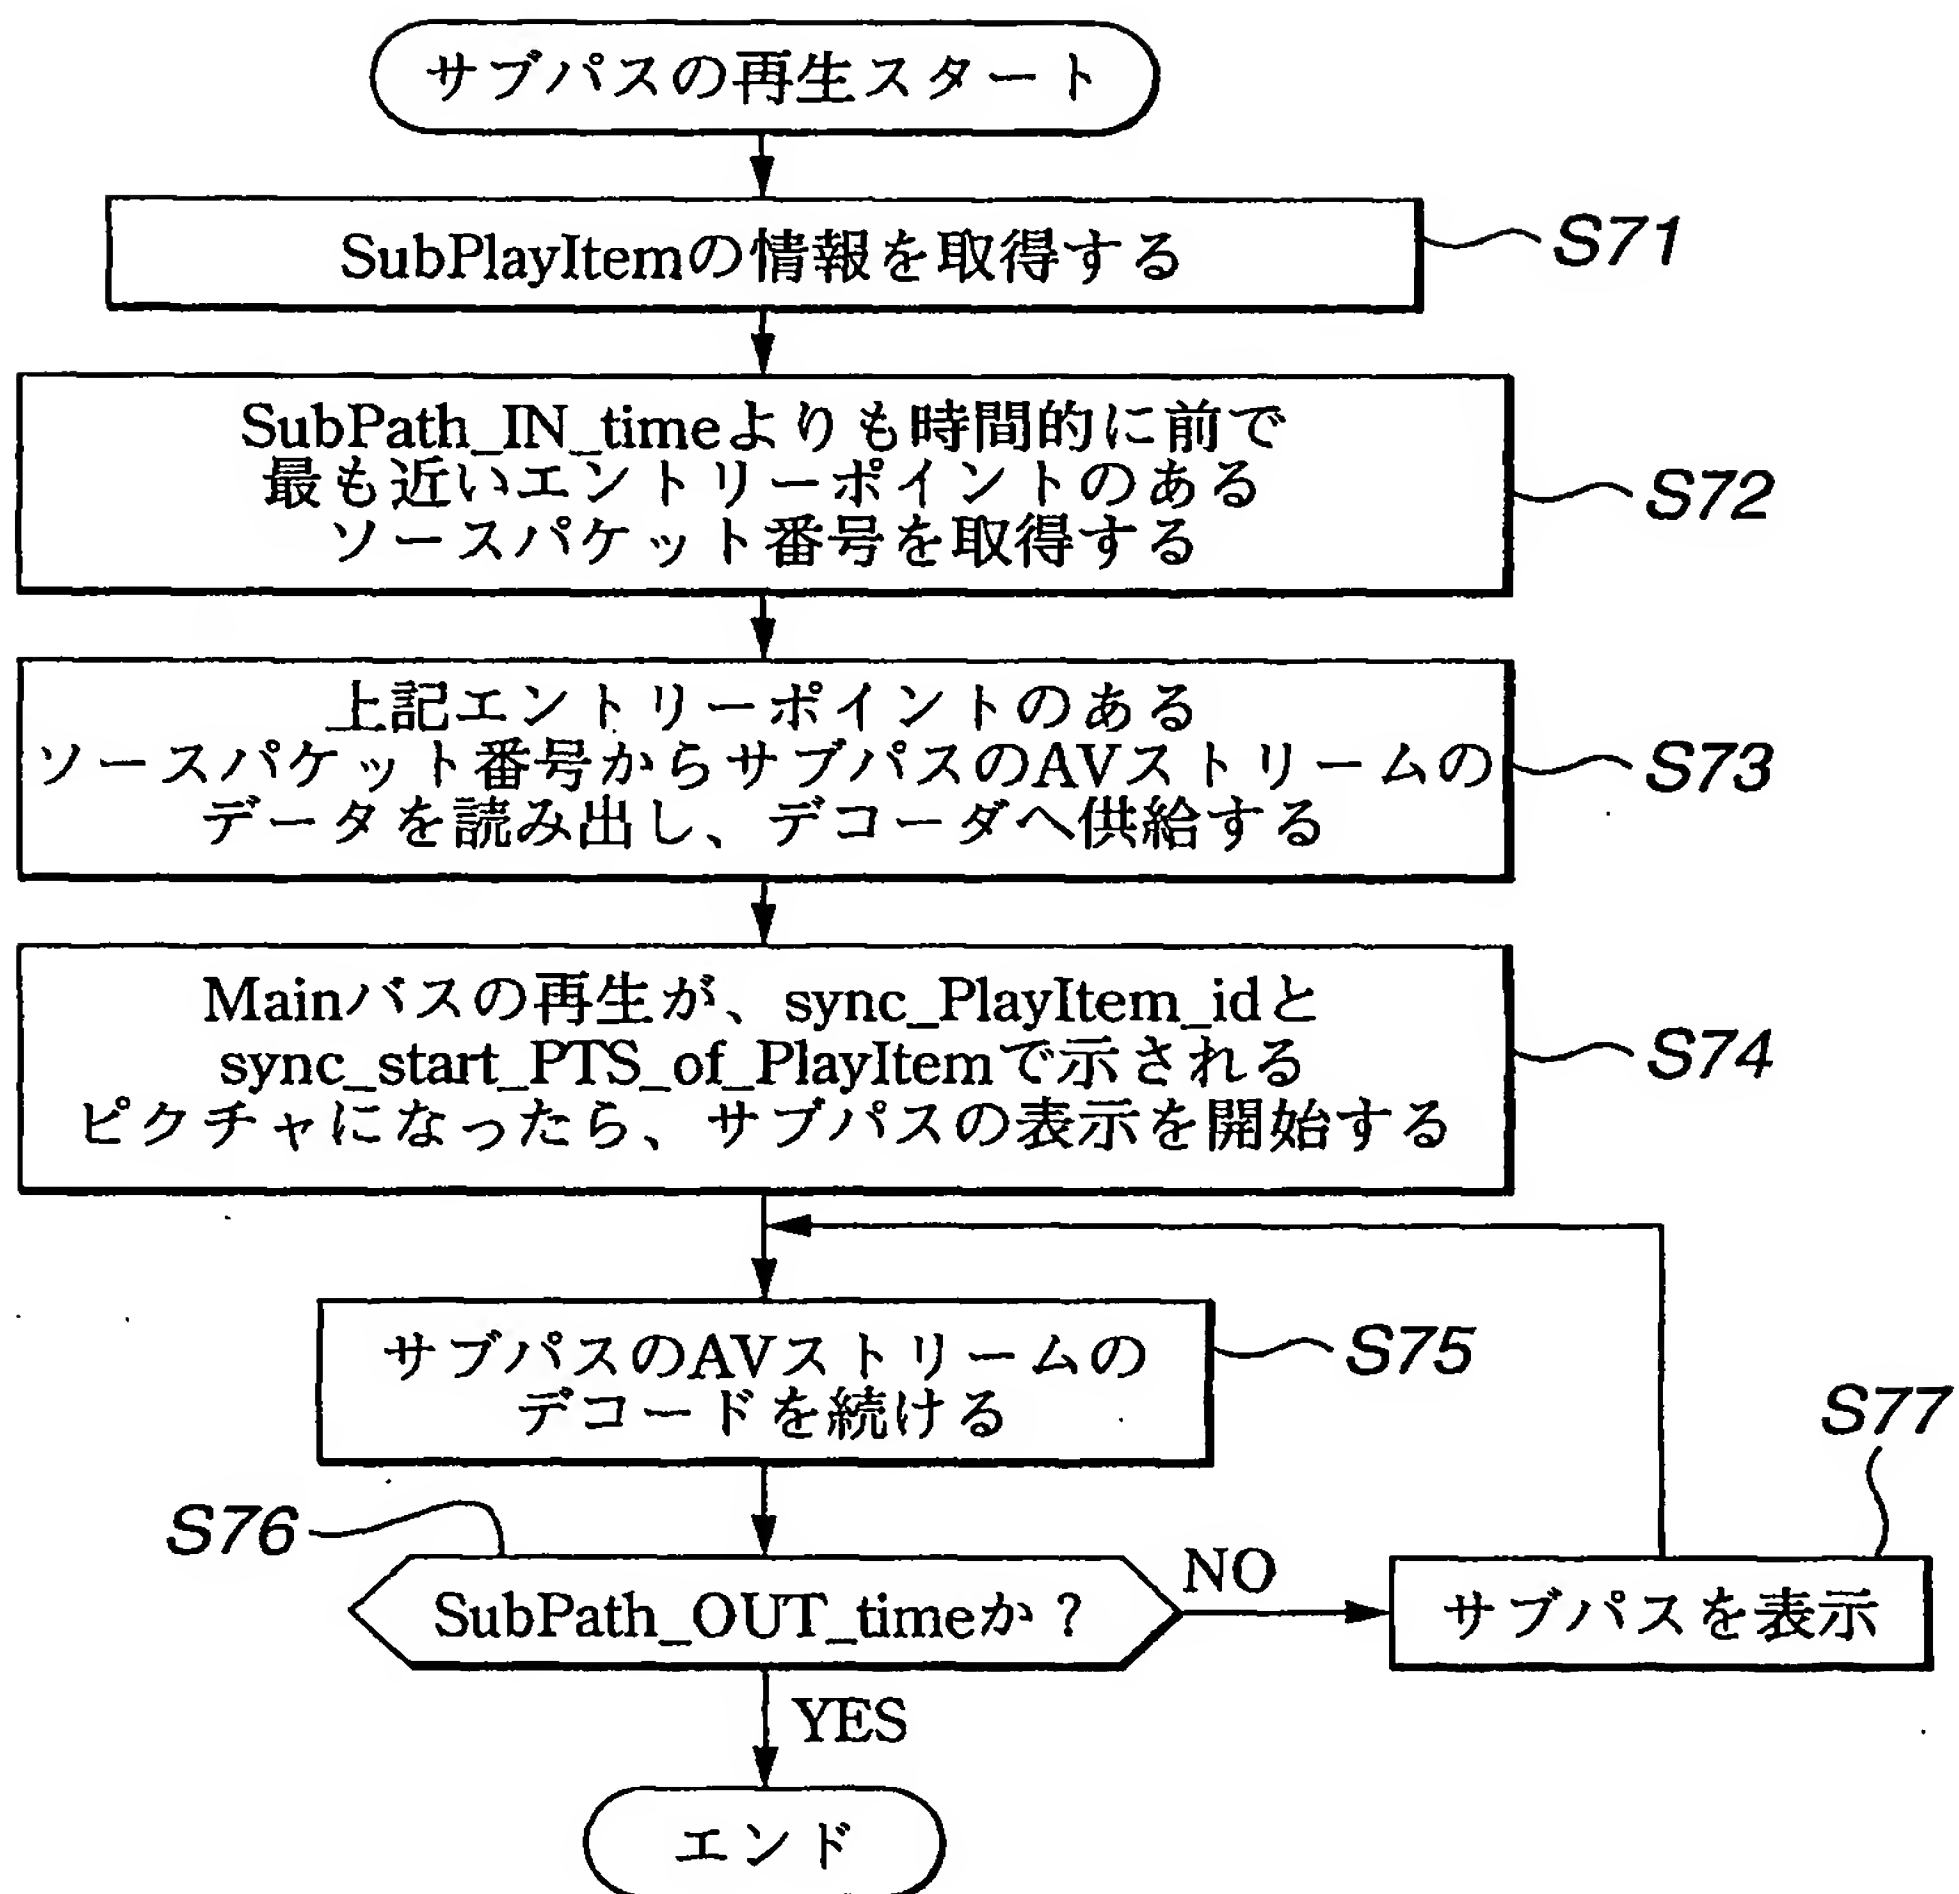 サブパスの再生スタート
SubPlayItemの情報を取得する
S71
SubPath_IN_timeよりも時間的に前で
最も近いエントリーポイントのある
ソースパケット番号を取得する
S72
上記エントリーポイントのある
ソースパケット番号からサブパスのAVストリームの
データを読み出し、デコーダへ供給する
S73
Mainバスの再生が、sync_PlayItem_idと
sync_start_PTS_of_PlayItemで示される
ピクチャになったら、サブパスの表示を開始する
S74
サブパスのAVストリームの
デコードを続ける
S75
S76
SubPath_OUT_timeか？
NO
S77
サブパスを表示
YES
エンド